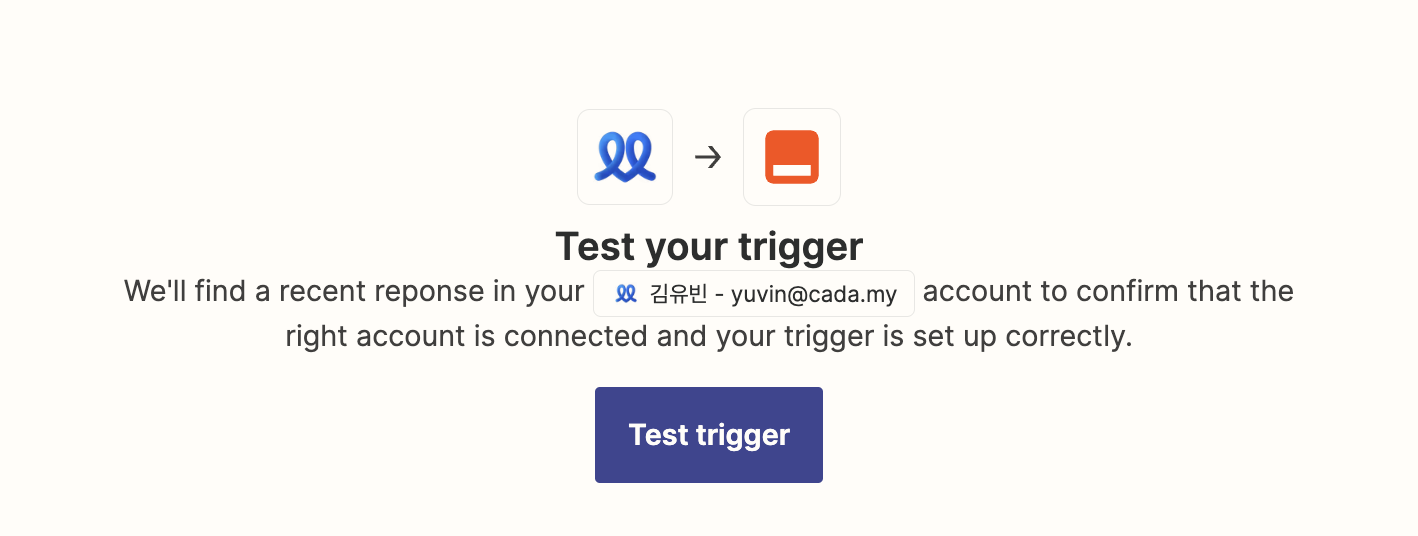 Test your trigger
We'll find a recent reponse in your 김유빈 - yuvin@cada.my account to confirm that the
right account is connected and your trigger is set up correctly.
Test trigger